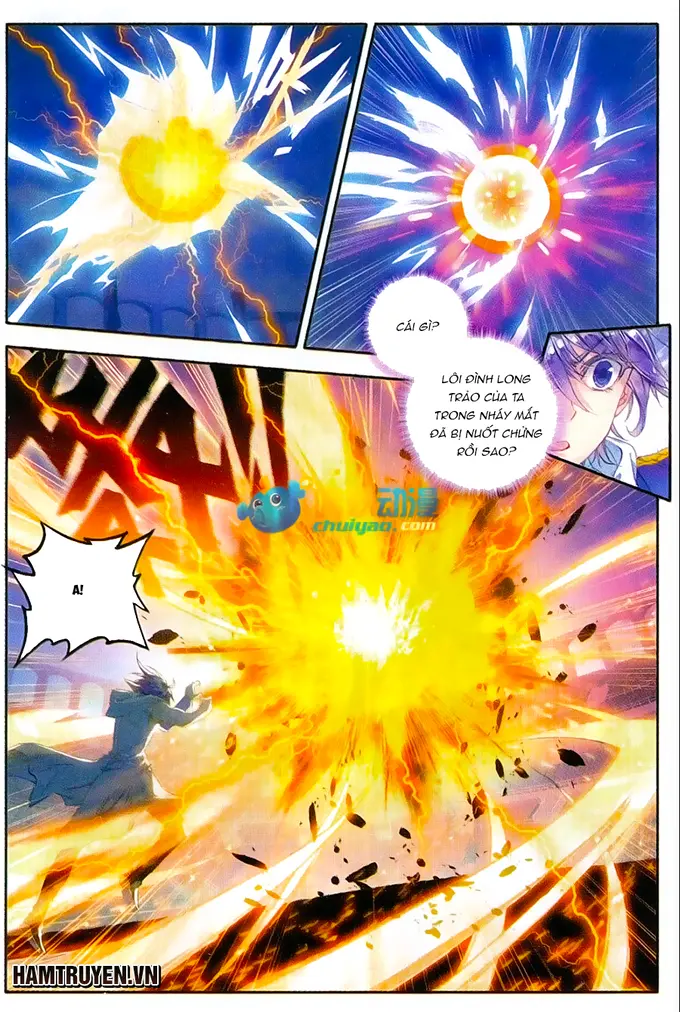 CÁI GÌ?
LÔI ĐÌNH LONG
TRẢO CỦA TA
TRONG NHÁY MẮT
ĐÃ BỊ NUỐT CHỬNG
RỒI SAO?
动漫
chuiyao.com
A!
HAMTRUYEN.VN